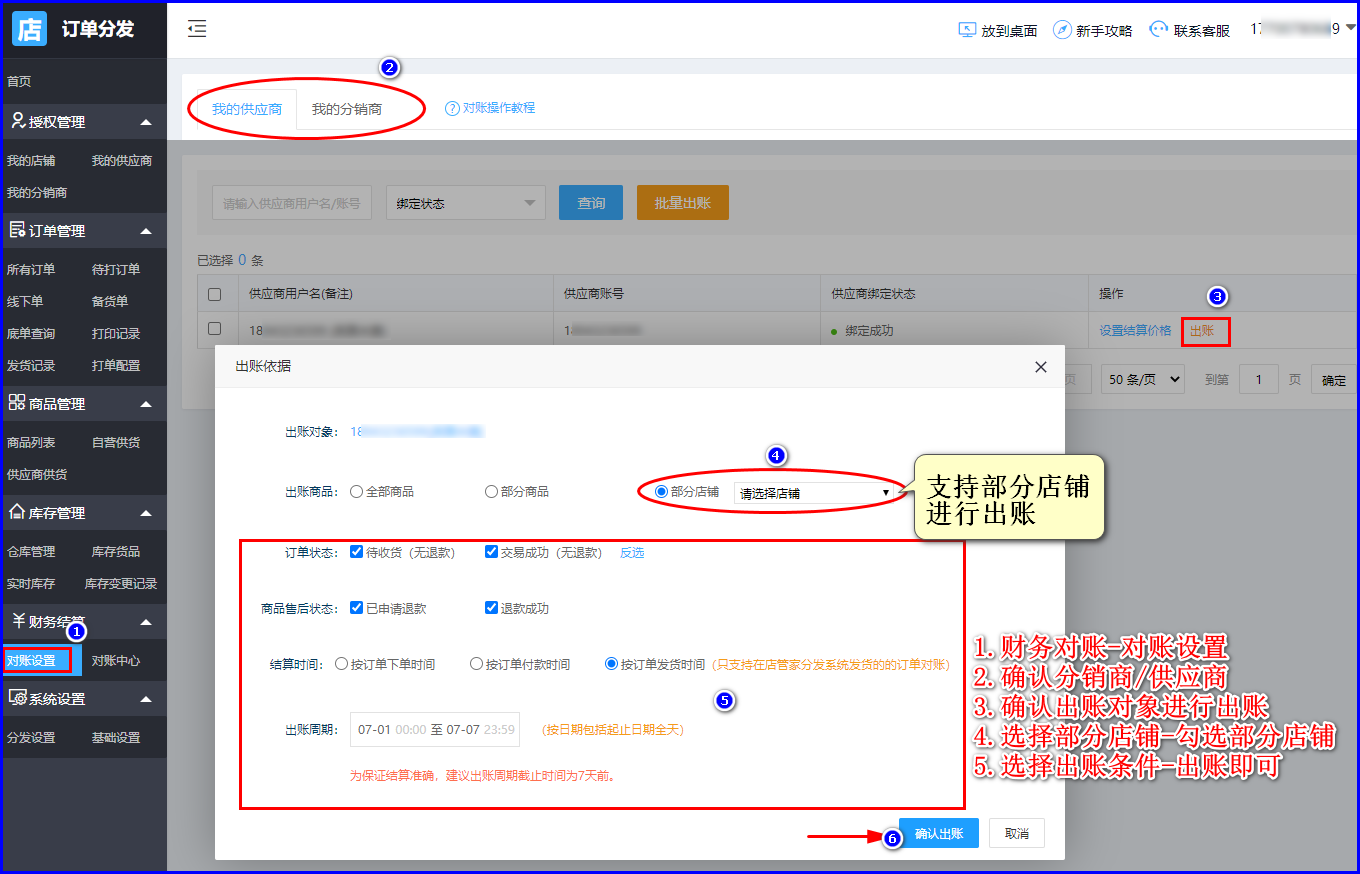 店 订单分发
放到桌面 新手攻略 联系客服 17 9
首页
授权管理
我的店铺 我的供应商
我的分销商
订单管理
所有订单 待打订单
线下单 备货单
底单查询 打印记录
发货记录 打单配置
商品管理
商品列表 自营供货
供应商供货
库存管理
仓库管理 库存货品
实时库存 库存变更记录
¥财务结算
1
对账设置 对账中心
系统设置
分发设置 基础设置
2
我的供应商 我的分销商 ? 对账操作教程
请输入供应商用户名/账号 绑定状态 查询 批量出账
已选择 0 条
供应商用户名(备注) 供应商账号 供应商绑定状态 操作
3
18 1 绑定成功 设置结算价格 出账
页 50 条/页 到第 1 页 确定
出账依据
出账对象： 18
4
出账商品： 全部商品 部分商品 部分店铺 请选择店铺
支持部分店铺
进行出账
订单状态： 待收货（无退款） 交易成功（无退款） 反选
商品售后状态： 已申请退款 退款成功
结算时间： 按订单下单时间 按订单付款时间 按订单发货时间 (只支持在店管家分发系统发货的的订单对账)
5
出账周期： 07-01 00:00 至 07-07 23:59 (按日期包括起止日期全天)
为保证结算准确，建议出账周期截止时间为7天前。
6 确认出账 取消
1. 财务对账-对账设置
2. 确认分销商/供应商
3. 确认出账对象进行出账
4. 选择部分店铺-勾选部分店铺
5. 选择出账条件-出账即可